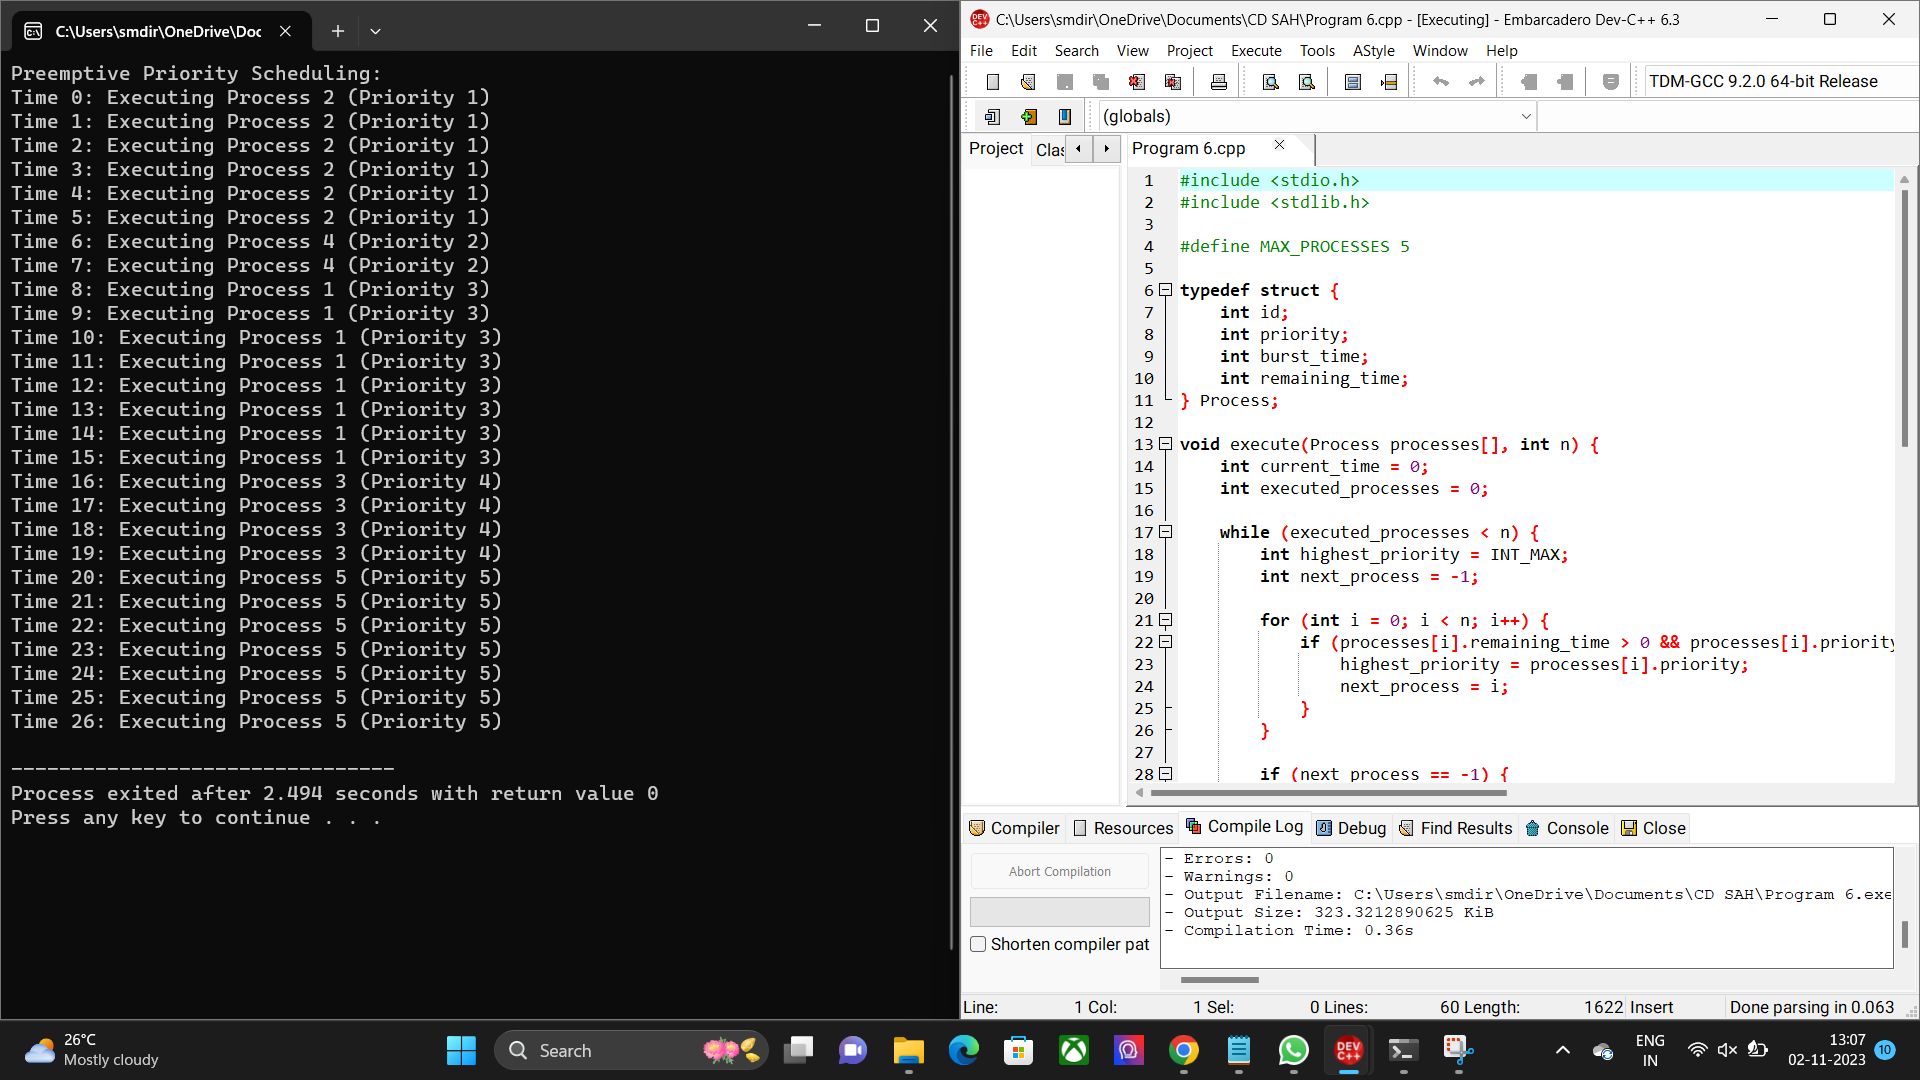 C:\Users\smdir\OneDrive\Doc
Preemptive Priority Scheduling:
Time 0: Executing Process 2 (Priority 1)
Time 1: Executing Process 2 (Priority 1)
Time 2: Executing Process 2 (Priority 1)
Time 3: Executing Process 2 (Priority 1)
Time 4: Executing Process 2 (Priority 1)
Time 5: Executing Process 2 (Priority 1)
Time 6: Executing Process 4 (Priority 2)
Time 7: Executing Process 4 (Priority 2)
Time 8: Executing Process 1 (Priority 3)
Time 9: Executing Process 1 (Priority 3)
Time 10: Executing Process 1 (Priority 3)
Time 11: Executing Process 1 (Priority 3)
Time 12: Executing Process 1 (Priority 3)
Time 13: Executing Process 1 (Priority 3)
Time 14: Executing Process 1 (Priority 3)
Time 15: Executing Process 1 (Priority 3)
Time 16: Executing Process 3 (Priority 4)
Time 17: Executing Process 3 (Priority 4)
Time 18: Executing Process 3 (Priority 4)
Time 19: Executing Process 3 (Priority 4)
Time 20: Executing Process 5 (Priority 5)
Time 21: Executing Process 5 (Priority 5)
Time 22: Executing Process 5 (Priority 5)
Time 23: Executing Process 5 (Priority 5)
Time 24: Executing Process 5 (Priority 5)
Time 25: Executing Process 5 (Priority 5)
Time 26: Executing Process 5 (Priority 5)
--------------------------------
Process exited after 2.494 seconds with return value 0
Press any key to continue . . .
C:\Users\smdir\OneDrive\Documents\CD SAH\Program 6.cpp - [Executing] - Embarcadero Dev-C++ 6.3
File Edit Search View Project Execute Tools AStyle Window Help
TDM-GCC 9.2.0 64-bit Release
(globals)
Project Clas
Program 6.cpp
1 #include <stdio.h>
2 #include <stdlib.h>
3
4 #define MAX_PROCESSES 5
5
6 typedef struct {
7 int id;
8 int priority;
9 int burst_time;
10 int remaining_time;
11 } Process;
12
13 void execute(Process processes[], int n) {
14 int current_time = 0;
15 int executed_processes = 0;
16
17 while (executed_processes < n) {
18 int highest_priority = INT_MAX;
19 int next_process = -1;
20
21 for (int i = 0; i < n; i++) {
22 if (processes[i].remaining_time > 0 && processes[i].priority
23 highest_priority = processes[i].priority;
24 next_process = i;
25 }
26 }
27
28 if (next_process == -1) {
Compiler Resources Compile Log Debug Find Results Console Close
Abort Compilation
Shorten compiler pat
- Errors: 0
- Warnings: 0
- Output Filename: C:\Users\smdir\OneDrive\Documents\CD SAH\Program 6.exe
- Output Size: 323.3212890625 KiB
- Compilation Time: 0.36s
Line: 1 Col: 1 Sel: 0 Lines: 60 Length: 1622 Insert Done parsing in 0.063
26°C
Mostly cloudy
Search
DEV
C++
ENG
IN
13:07
02-11-2023
10